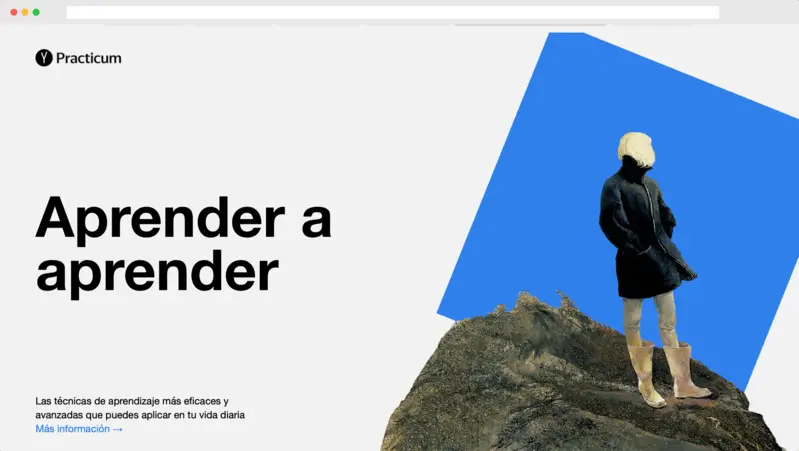 Practicum
Aprender a
aprender
Las técnicas de aprendizaje más eficaces y
avanzadas que puedes aplicar en tu vida diaria
Más información →